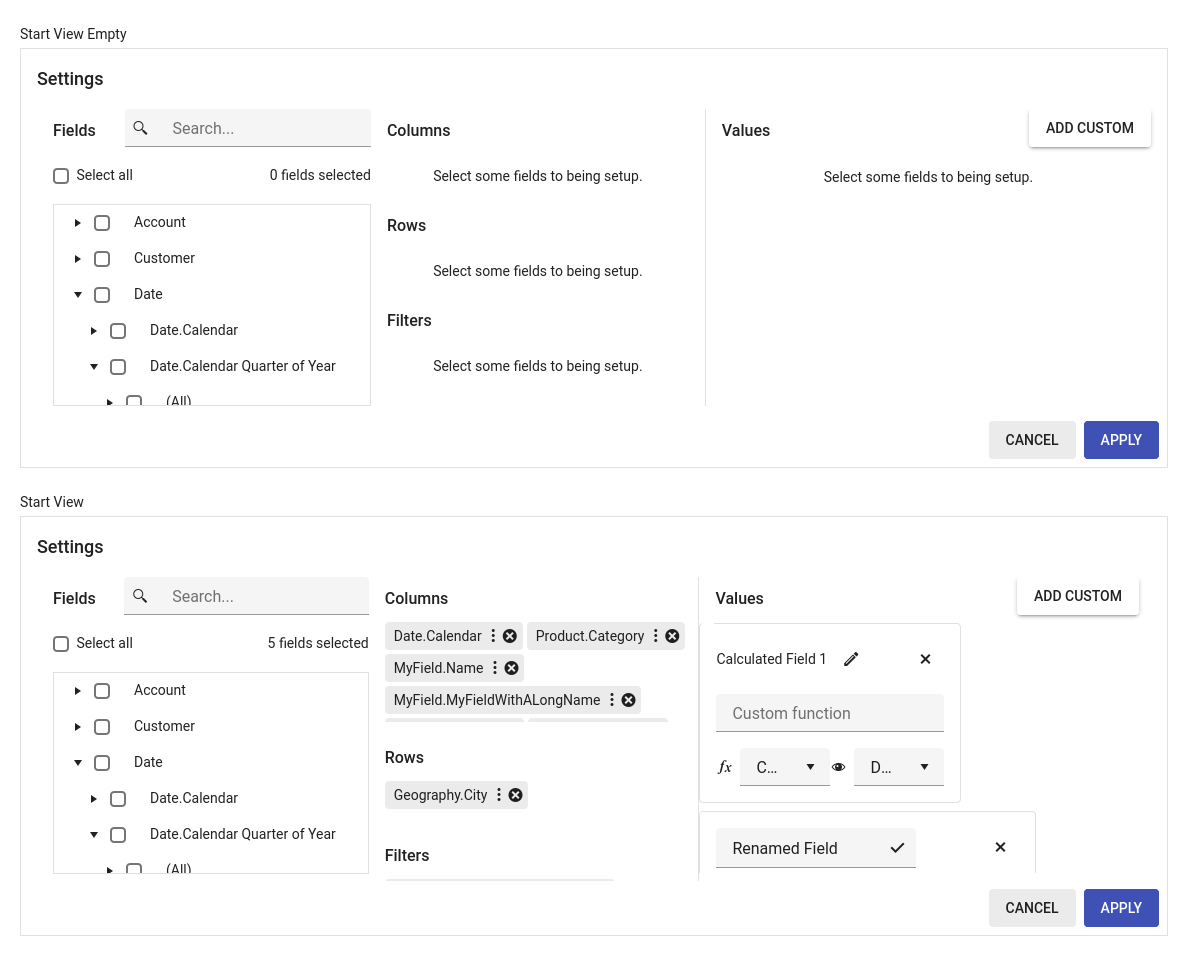 Start View Empty
Settings
Fields
Search...
Select all
0 fields selected
Account
Customer
Date
Date.Calendar
Date.Calendar Quarter of Year
(All)
Columns
Select some fields to being setup.
Rows
Select some fields to being setup.
Filters
Select some fields to being setup.
Values
ADD CUSTOM
Select some fields to being setup.
CANCEL
APPLY
Start View
Settings
Fields
Search...
Select all
5 fields selected
Account
Customer
Date
Date.Calendar
Date.Calendar Quarter of Year
(All)
Columns
Date.Calendar
Product.Category
MyField.Name
MyField.MyFieldWithALongName
Rows
Geography.City
Filters
Values
ADD CUSTOM
Calculated Field 1
Custom function
fx
C...
D...
Renamed Field
CANCEL
APPLY